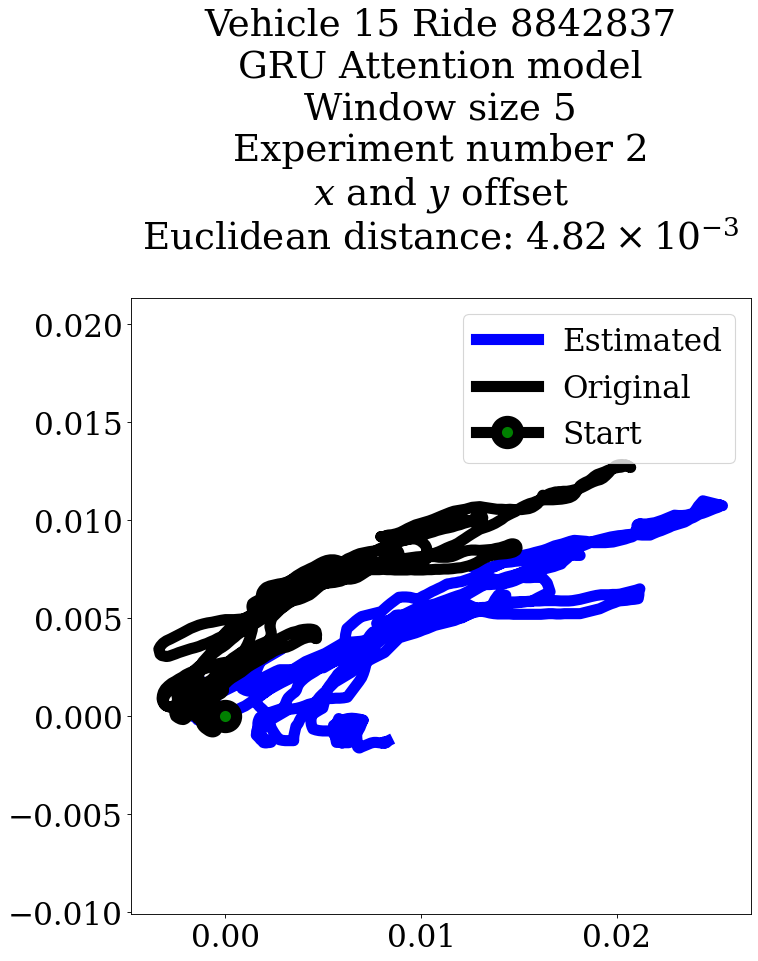 Vehicle 15 Ride 8842837
GRU Attention model
Window size 5
Experiment number 2
x and y offset
Euclidean distance: 4.82 × 10⁻³
Estimated
Original
Start
0.020
0.015
0.010
0.005
0.000
−0.005
−0.010
0.00 0.01 0.02